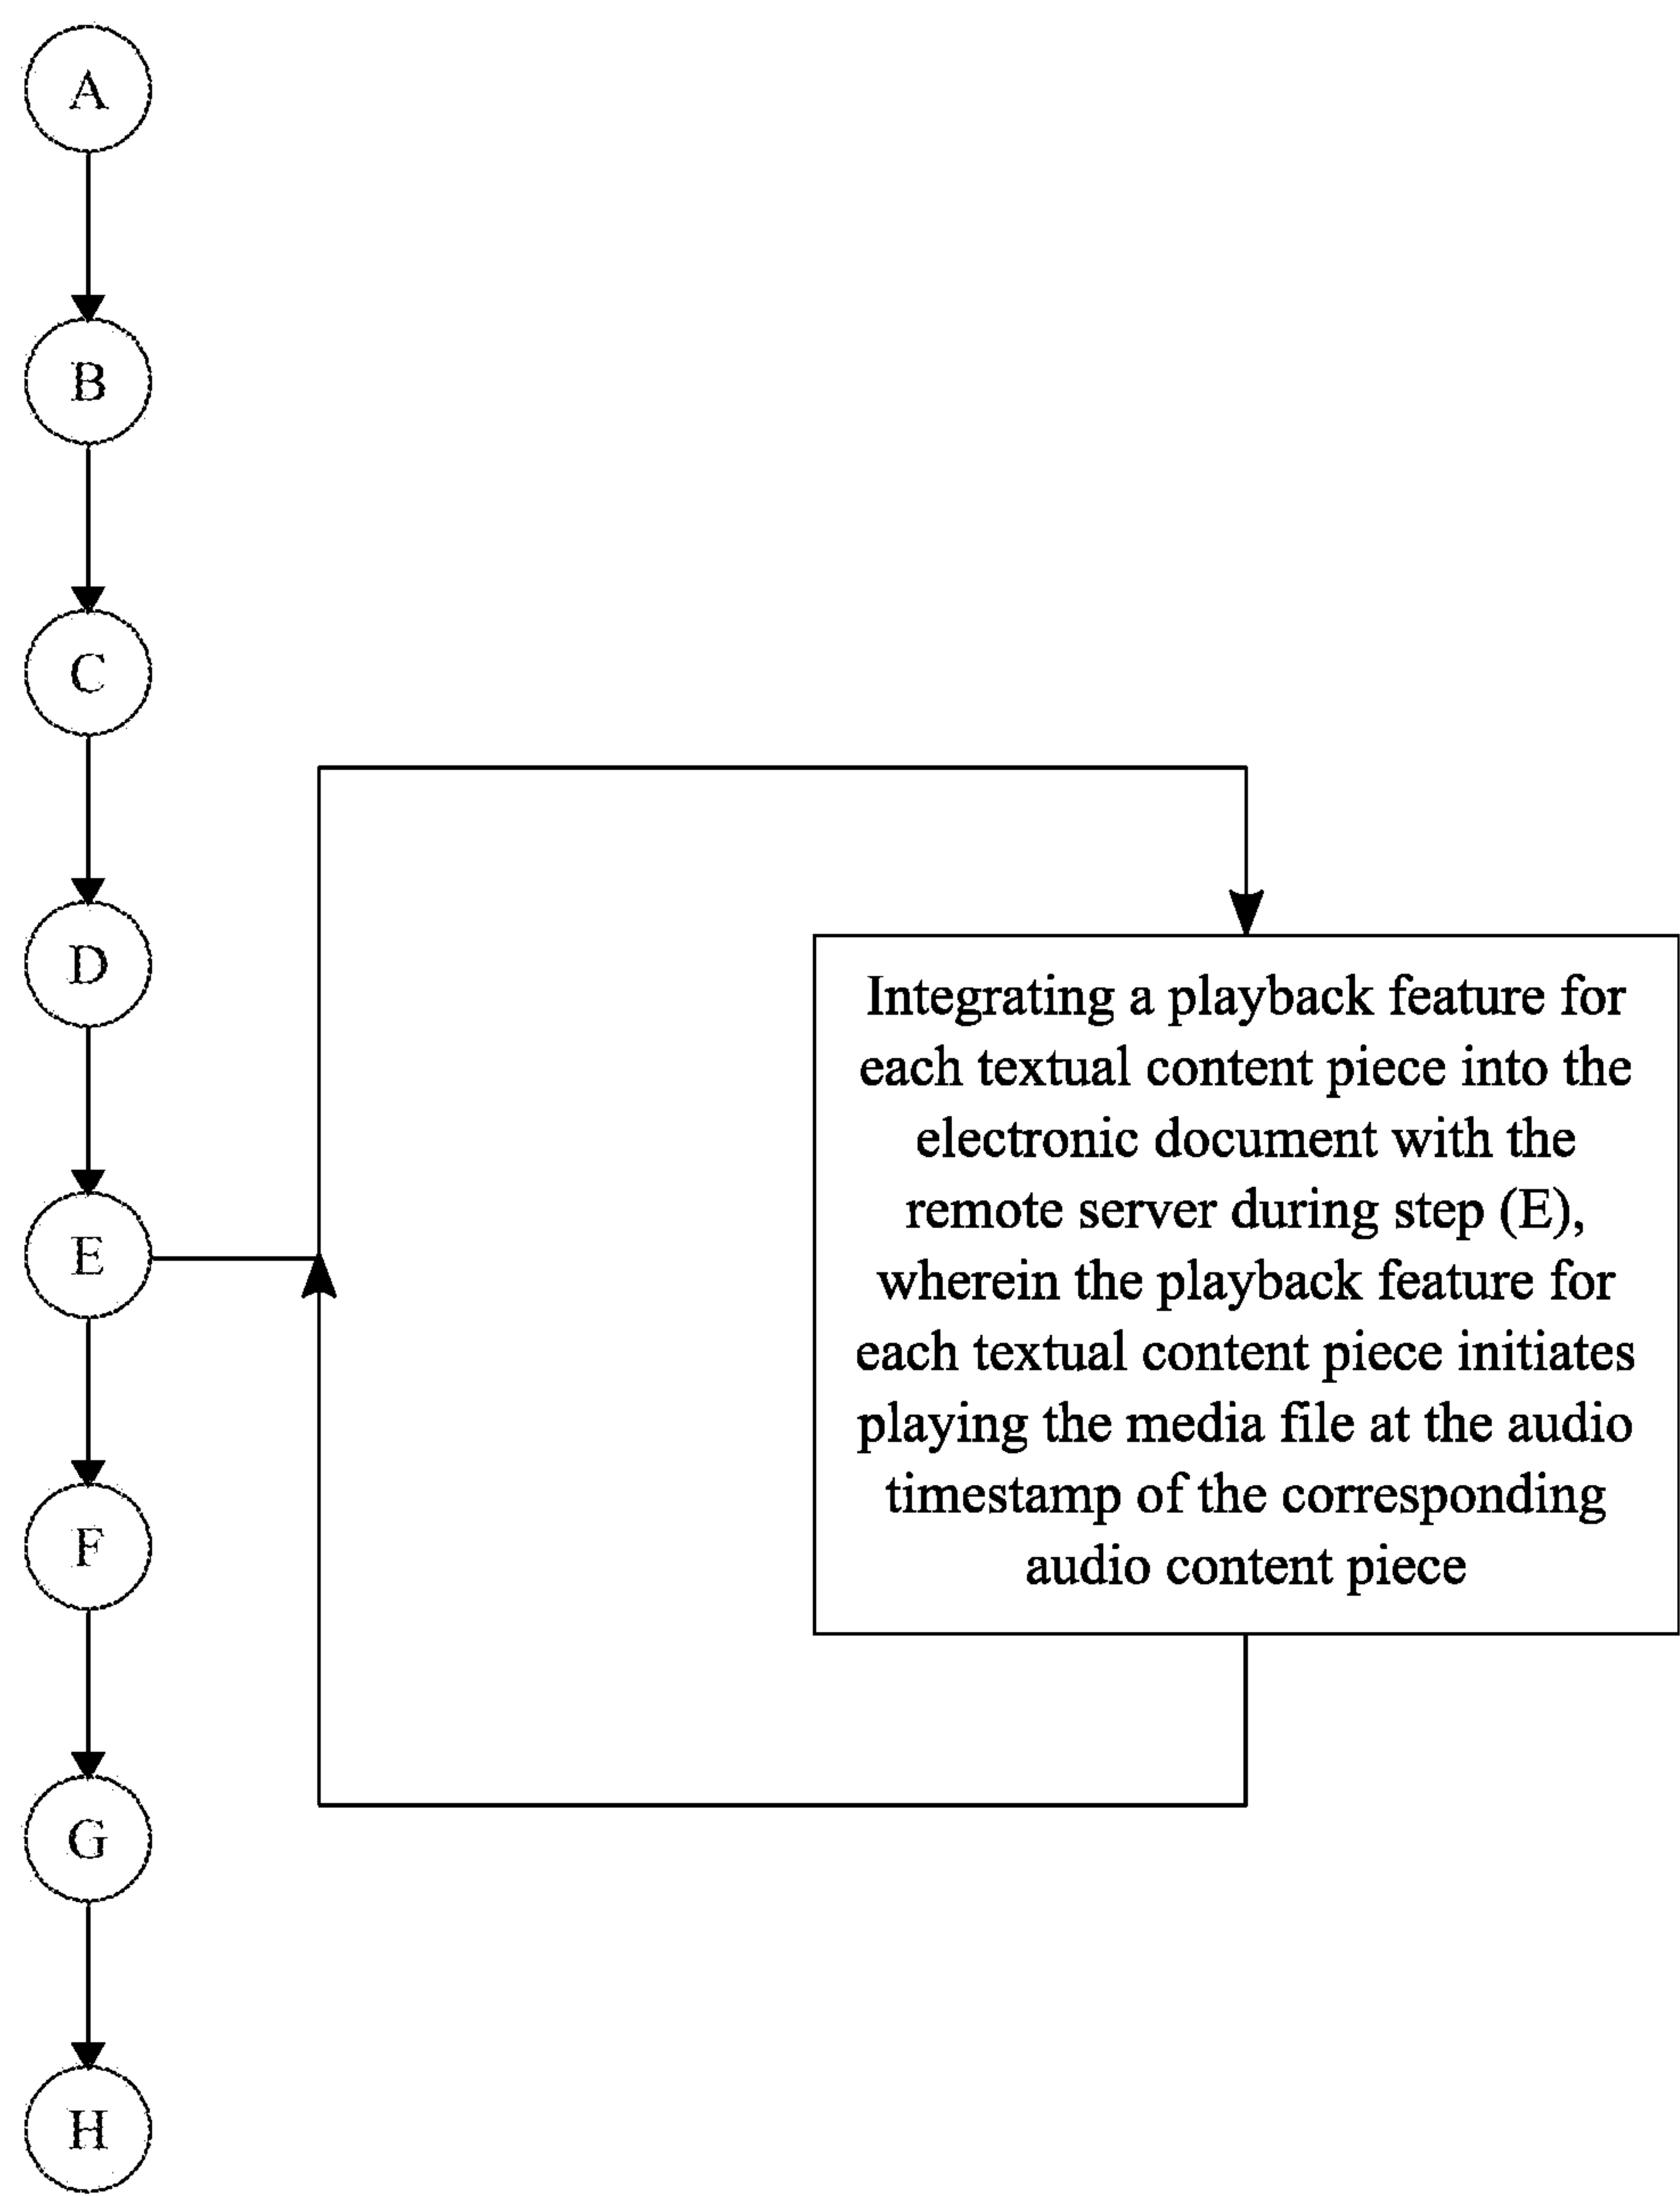 A
B
C
D
E
F
G
H
Integrating a playback feature for
each textual content piece into the
electronic document with the
remote server during step (E),
wherein the playback feature for
each textual content piece initiates
playing the media file at the audio
timestamp of the corresponding
audio content piece